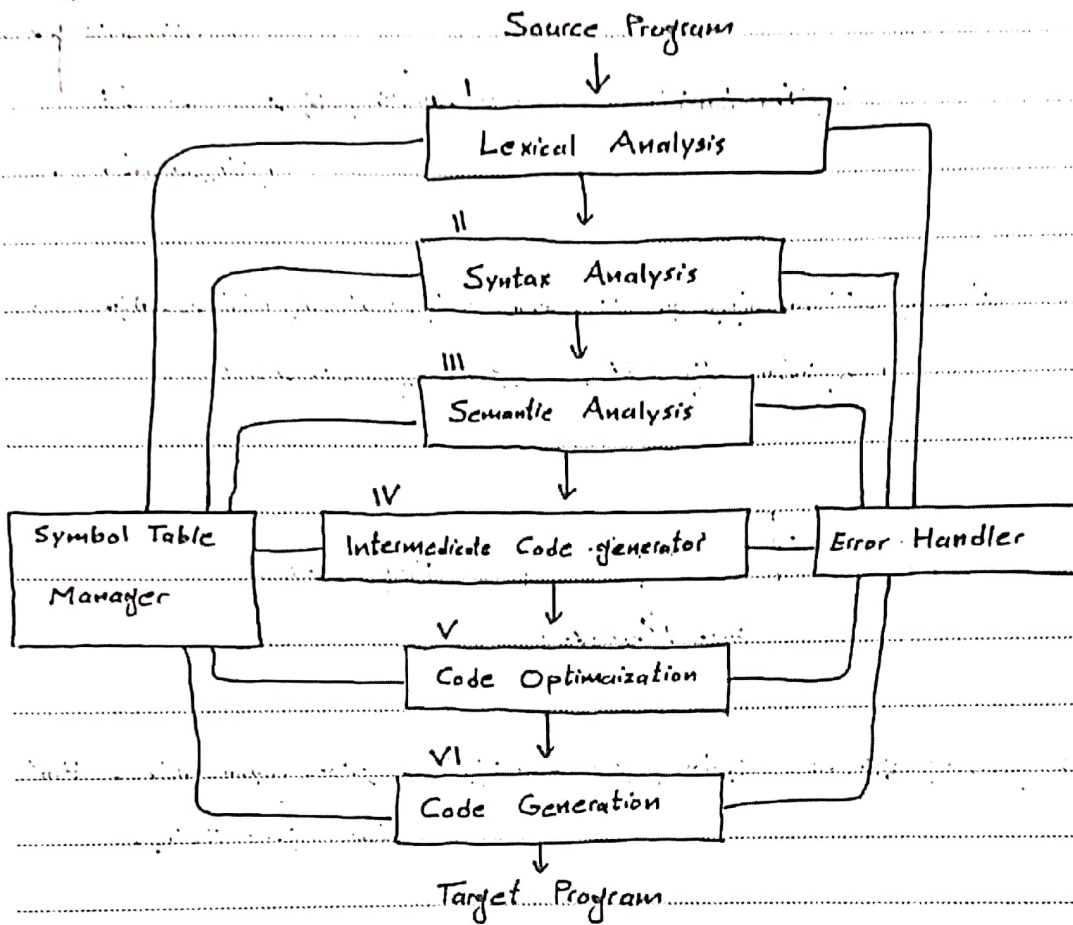 Source Program
I
Lexical Analysis
II
Syntax Analysis
III
Semantic Analysis
IV
Symbol Table
Manager
Intermedicate Code generator
Error Handler
V
Code Optimaization
VI
Code Generation
Target Program